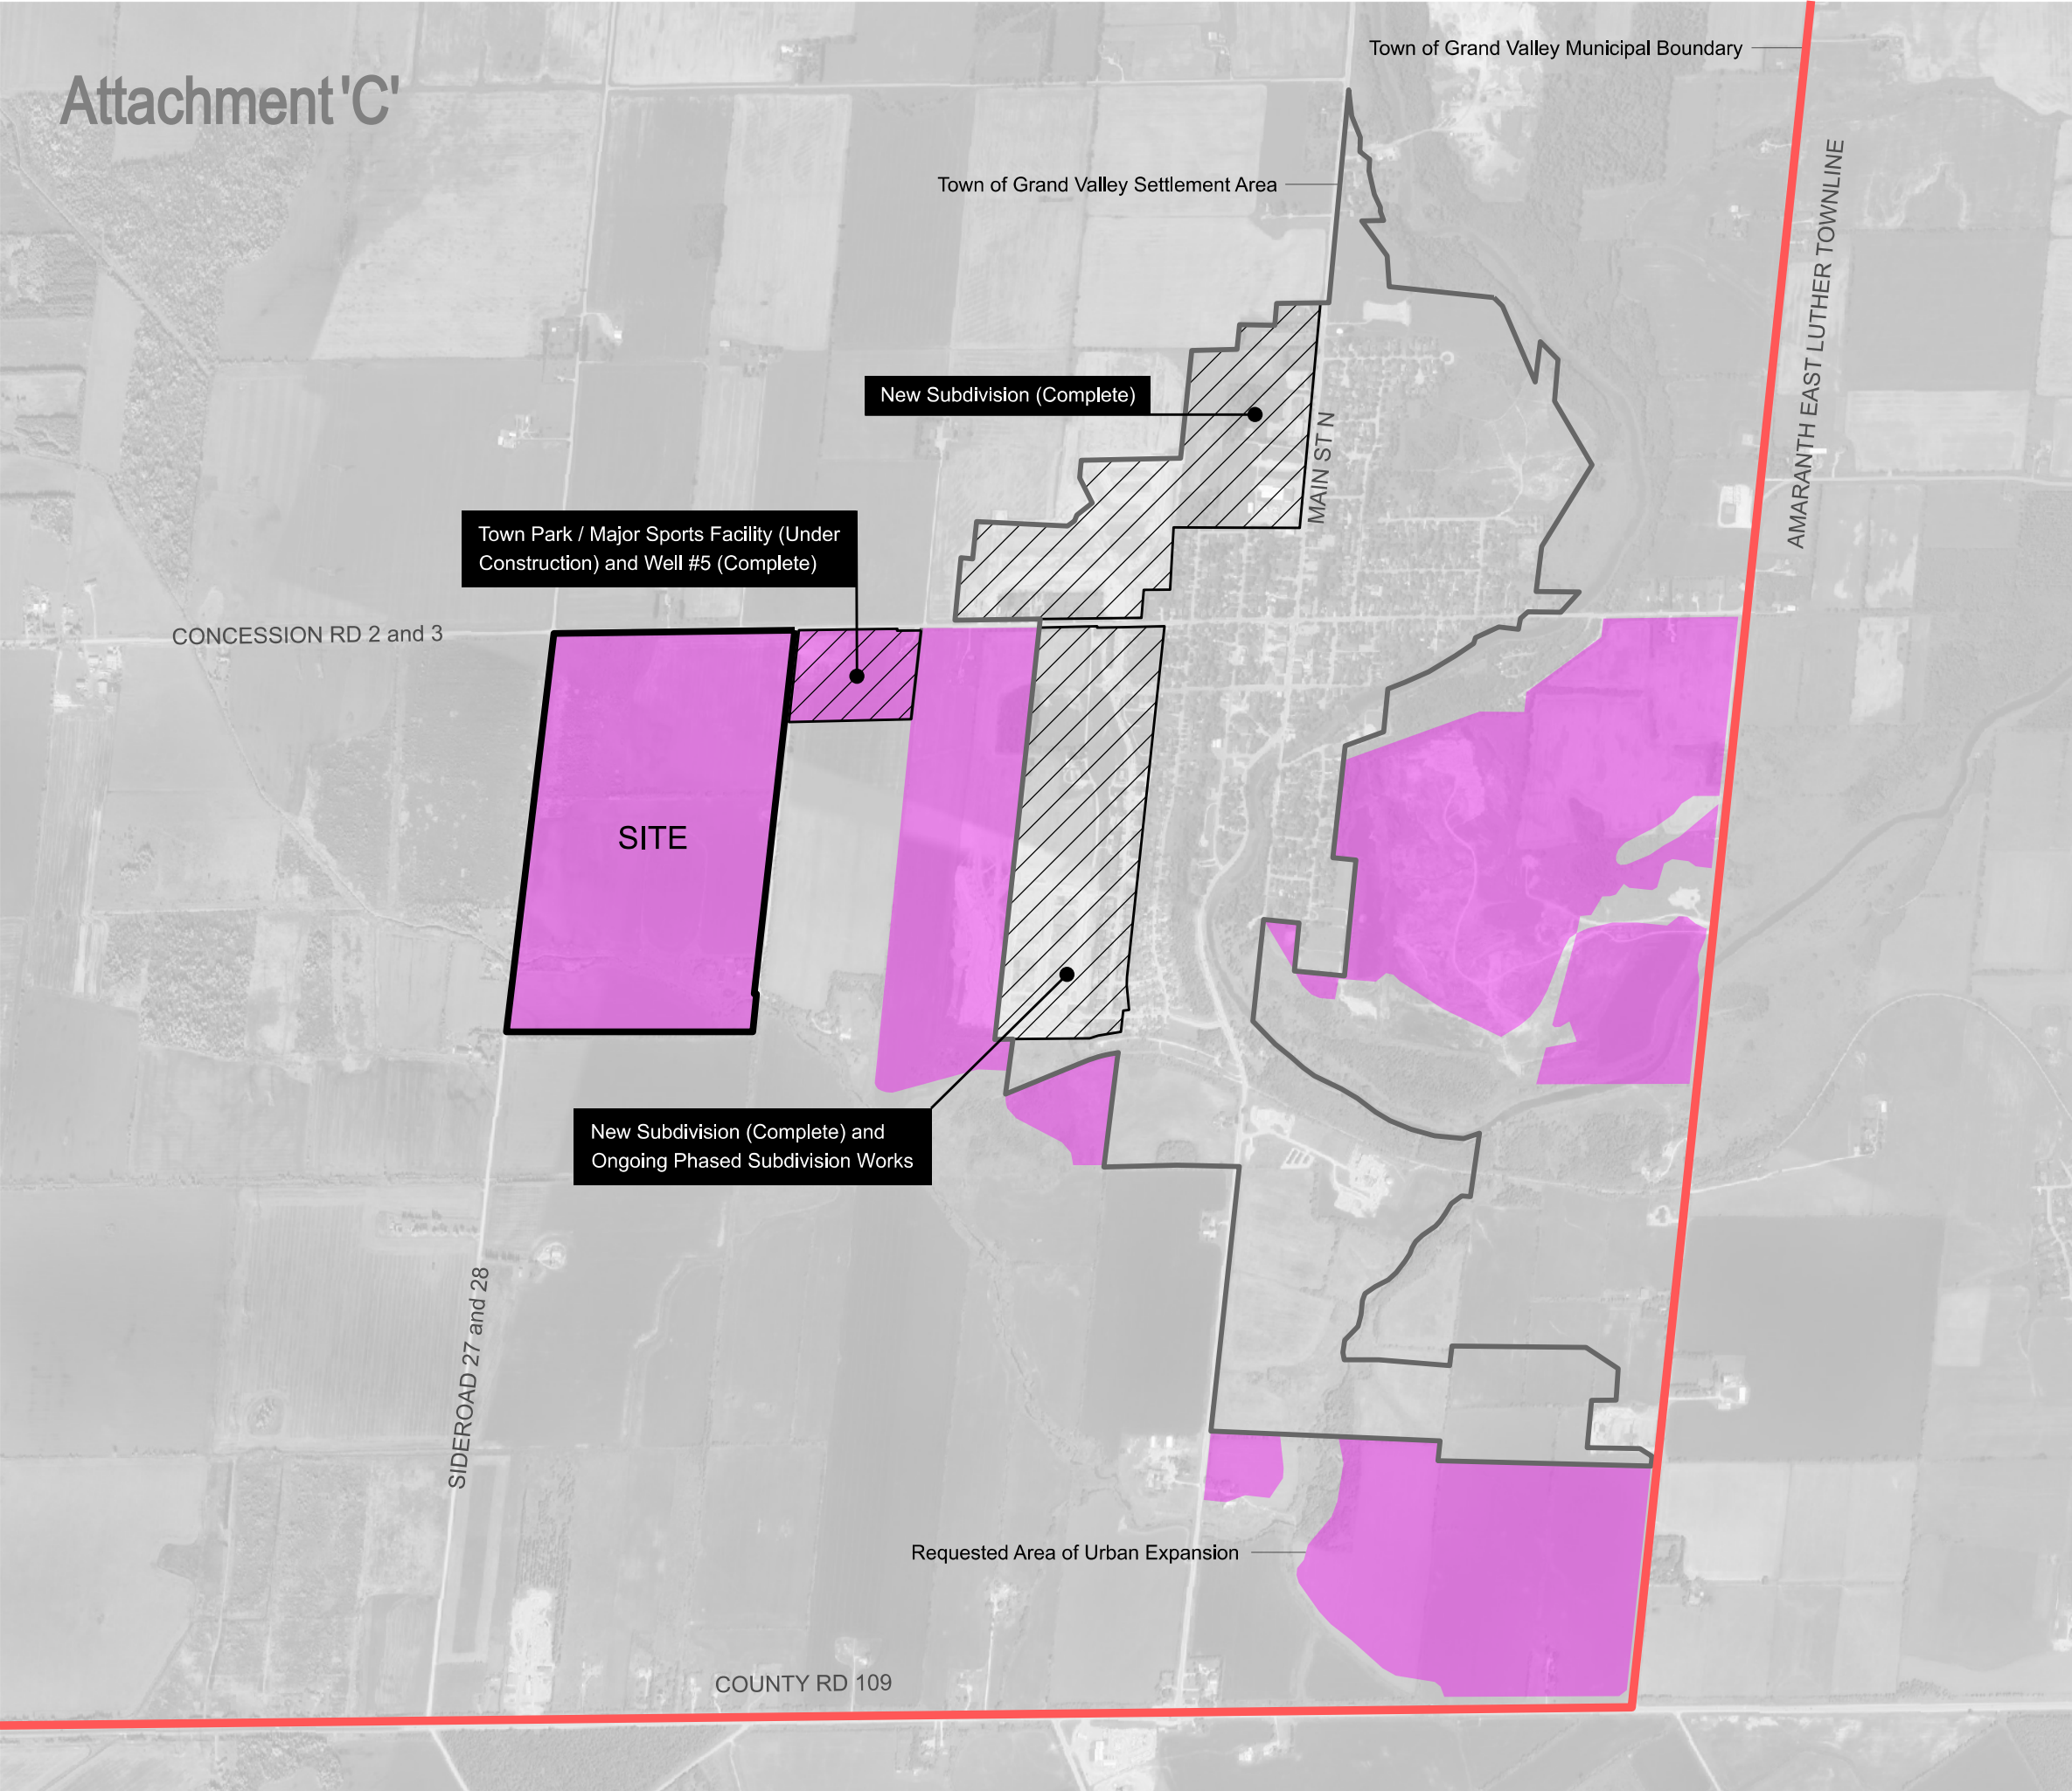 Town of Grand Valley Municipal Boundary
Attachment 'C'
Town of Grand Valley Settlement Area
AMARANTH EAST LUTHER TOWNLINE
New Subdivision (Complete)
MAIN ST N
Town Park / Major Sports Facility (Under
Construction) and Well #5 (Complete)
CONCESSION RD 2 and 3
SITE
New Subdivision (Complete) and
Ongoing Phased Subdivision Works
SIDEROAD 27 and 28
Requested Area of Urban Expansion
COUNTY RD 109